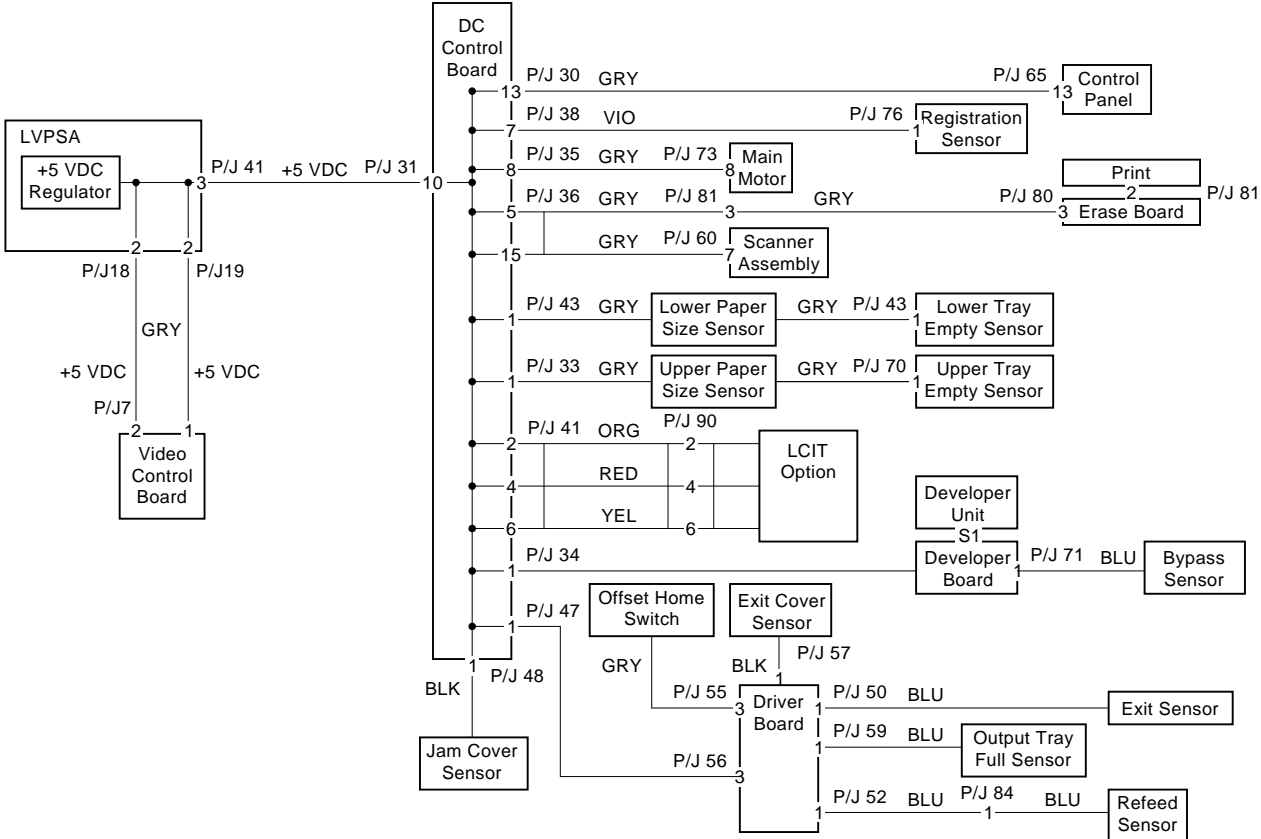 DC
Control
Board
P/J 30 GRY P/J 65
13 13 Control
Panel
P/J 38 VIO P/J 76
7 1 Registration
Sensor
LVPSA
+5 VDC
Regulator
3 P/J 41 +5 VDC P/J 31 10
P/J 35 GRY P/J 73
8 8 Main
Motor
P/J 36 GRY P/J 81 GRY P/J 80
5 3 3 Erase Board
Print
2 P/J 81
GRY P/J 60
15 7 Scanner
Assembly
2 2
P/J18 P/J19
GRY
+5 VDC +5 VDC
P/J7
2 1
Video
Control
Board
P/J 43 GRY Lower Paper
Size Sensor
GRY P/J 43 Lower Tray
Empty Sensor
1 1
P/J 33 GRY Upper Paper
Size Sensor
GRY P/J 70 Upper Tray
Empty Sensor
1 1
P/J 41 ORG P/J 90
2 2 LCIT
Option
RED
4 4
YEL
6 6
Developer
Unit
S1
P/J 34
1 Developer
Board
1 P/J 71 BLU Bypass
Sensor
P/J 47
1
1 P/J 48
BLK
Jam Cover
Sensor
Offset Home
Switch
Exit Cover
Sensor
GRY
BLK P/J 57
1
P/J 55
3 Driver
Board
1 P/J 50 BLU Exit Sensor
P/J 59 BLU
1 Output Tray
Full Sensor
P/J 56
3
P/J 52 BLU P/J 84 BLU
1 1 Refeed
Sensor